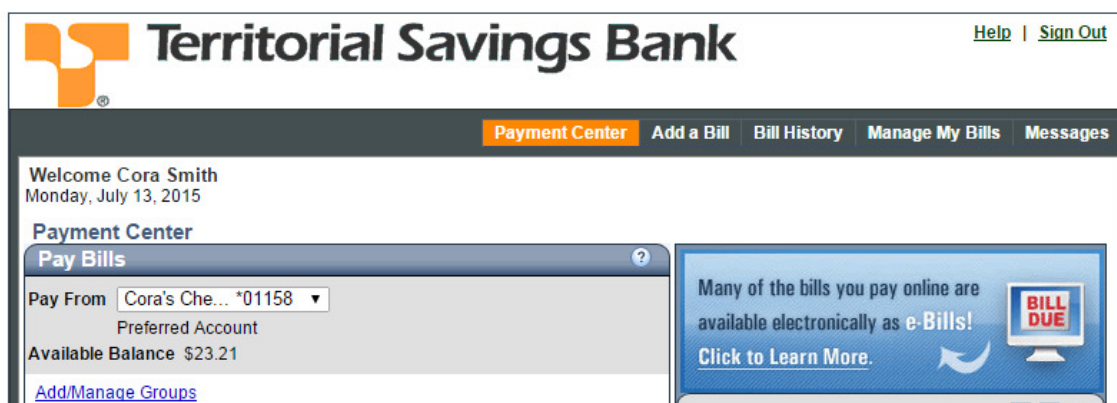 Territorial Savings Bank
®
Help | Sign Out
Payment Center Add a Bill Bill History Manage My Bills Messages
Welcome Cora Smith
Monday, July 13, 2015
Payment Center
Pay Bills ?
Pay From Cora's Che... *01158
Preferred Account
Available Balance $23.21
Add/Manage Groups
Many of the bills you pay online are
available electronically as e-Bills!
Click to Learn More.
BILL
DUE